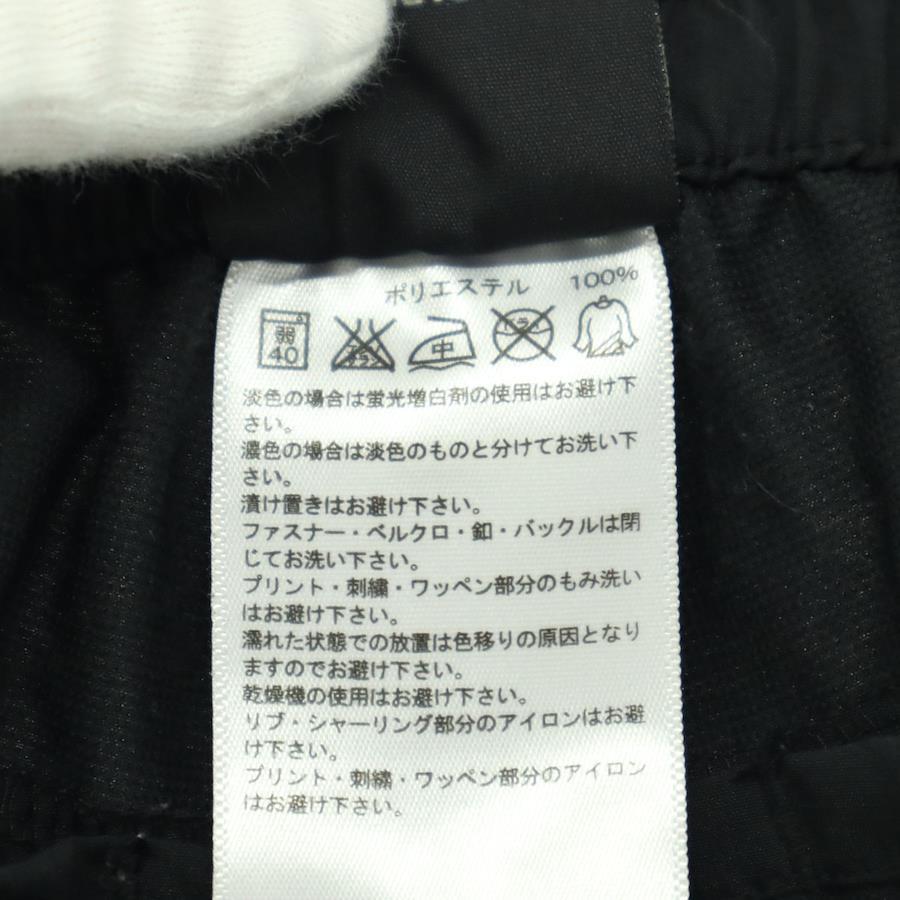 ポリエステル 100%
弱 40 エンソ サラシ 中 ドライ
淡色の場合は蛍光増白剤の使用はお避け下
さい。
濃色の場合は淡色のものと分けてお洗い下
さい。
漬け置きはお避け下さい。
ファスナー・ベルクロ・釦・バックルは閉
じてお洗い下さい。
プリント・刺繍・ワッペン部分のもみ洗い
はお避け下さい。
濡れた状態での放置は色移りの原因となり
ますのでお避け下さい。
乾燥機の使用はお避け下さい。
リブ・シャーリング部分のアイロンはお避
け下さい。
プリント・刺繍・ワッペン部分のアイロン
はお避け下さい。